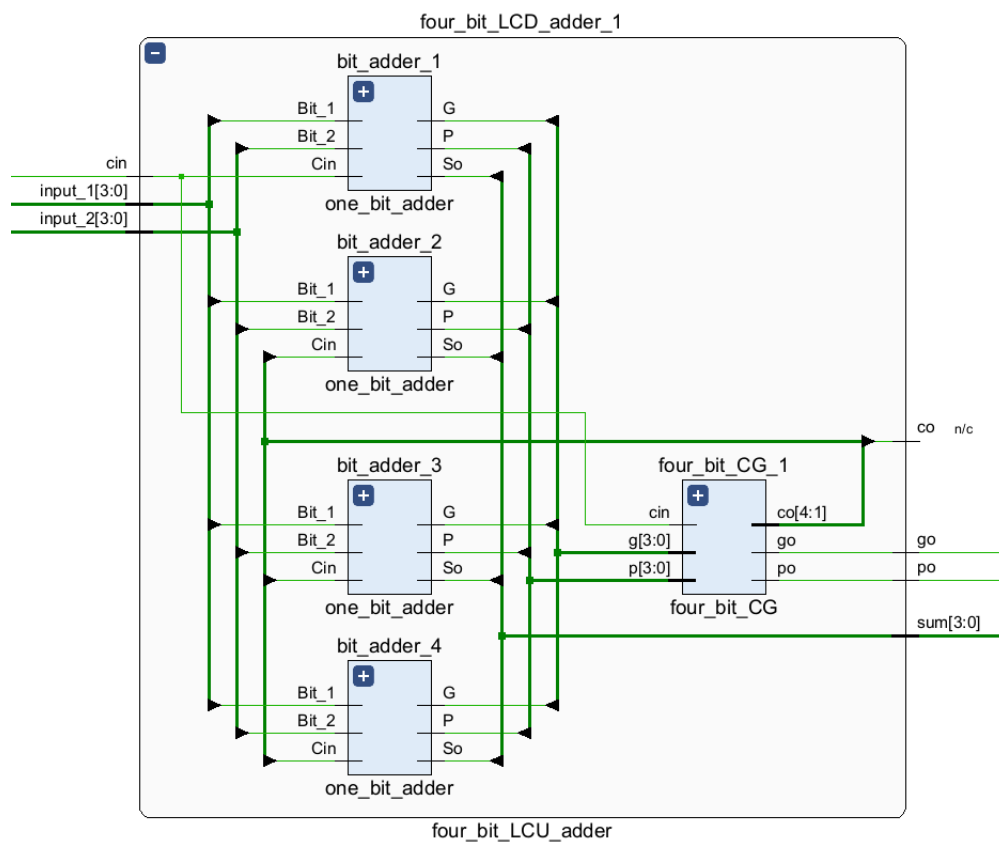 four_bit_LCD_adder_1
bit_adder_1
Bit_1
G
Bit_2
P
Cin
So
one_bit_adder
cin
input_1[3:0]
input_2[3:0]
bit_adder_2
Bit_1
G
Bit_2
P
Cin
So
one_bit_adder
co n/c
bit_adder_3
four_bit_CG_1
Bit_1
G
cin
co[4:1]
Bit_2
P
g[3:0]
go
go
Cin
So
p[3:0]
po
po
one_bit_adder
four_bit_CG
sum[3:0]
bit_adder_4
Bit_1
G
Bit_2
P
Cin
So
one_bit_adder
four_bit_LCU_adder